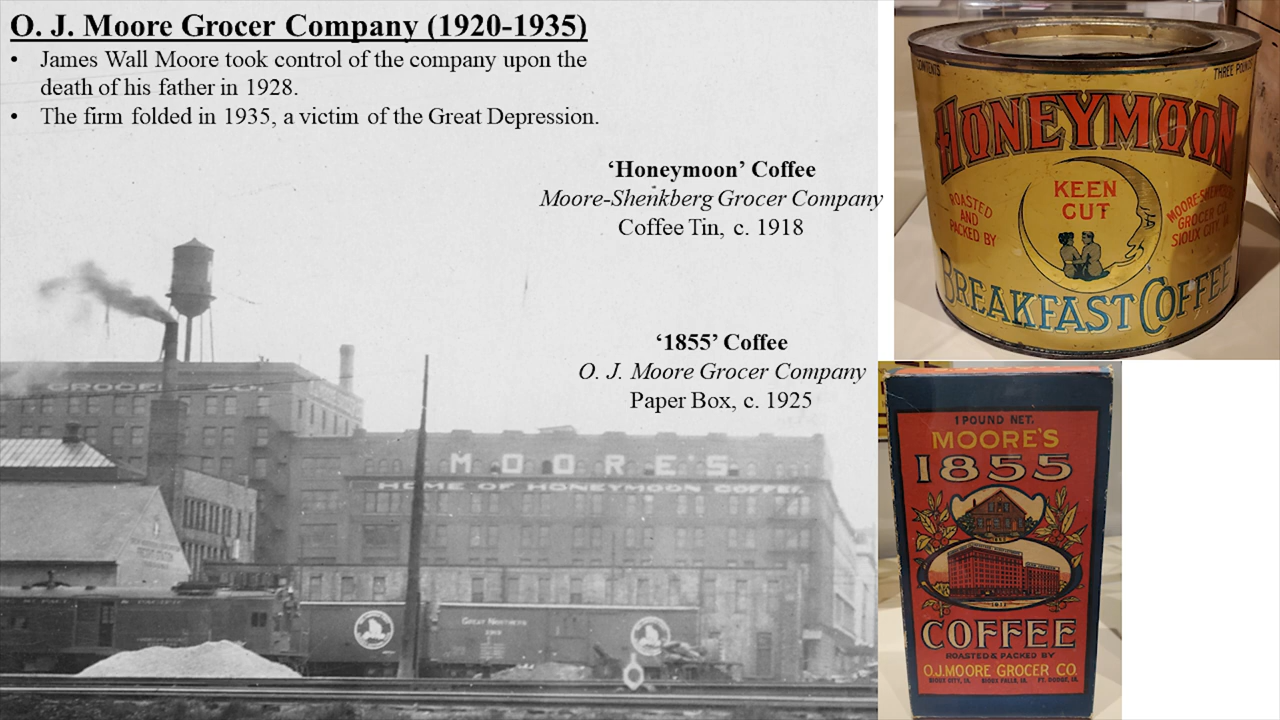 O. J. Moore Grocer Company (1920-1935)
• James Wall Moore took control of the company upon the
death of his father in 1928.
• The firm folded in 1935, a victim of the Great Depression.
‘Honeymoon’ Coffee
Moore-Shenkberg Grocer Company
Coffee Tin, c. 1918
‘1855’ Coffee
O. J. Moore Grocer Company
Paper Box, c. 1925
GROCER
MOORE'S
HOME OF HONEYMOON COFFEE
GREAT NORTHERN
CONTENTS
THREE POUNDS
HONEYMOON
KEEN
CUT
ROASTED
AND
PACKED BY
GROCER CO.
SIOUX CITY, IA.
BREAKFAST COFFEE
1 POUND NET.
MOORE'S
1855
COFFEE
ROASTED & PACKED BY
O.J. MOORE GROCER CO.
SIOUX CITY, IA. SIOUX FALLS, FT. DODGE, IA.